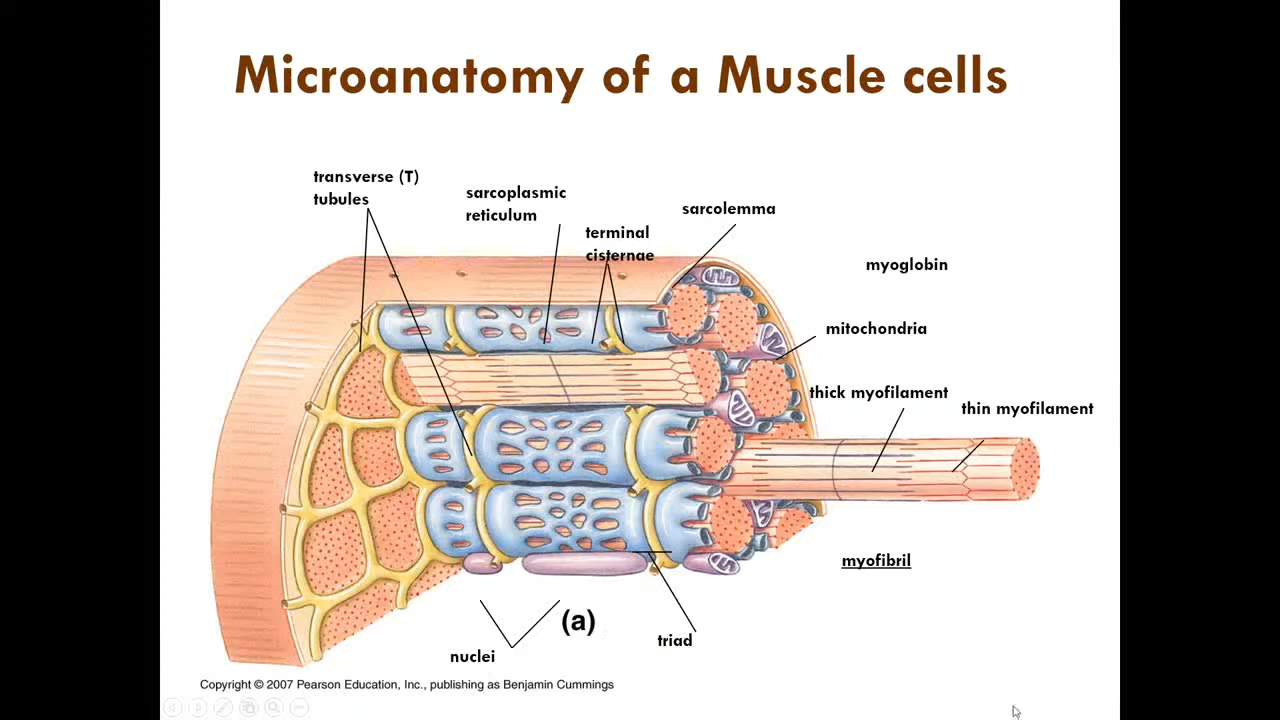 Microanatomy of a Muscle cells
transverse (T)
tubules
sarcoplasmic
reticulum
terminal
cisternae
sarcolemma
myoglobin
mitochondria
thick myofilament
thin myofilament
myofibril
(a)
triad
nuclei
Copyright © 2007 Pearson Education, Inc., publishing as Benjamin Cummings